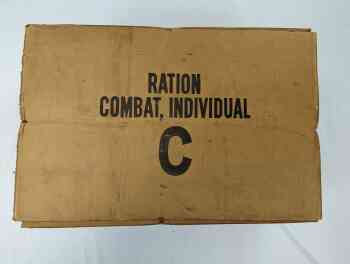 RATION
COMBAT, INDIVIDUAL
C